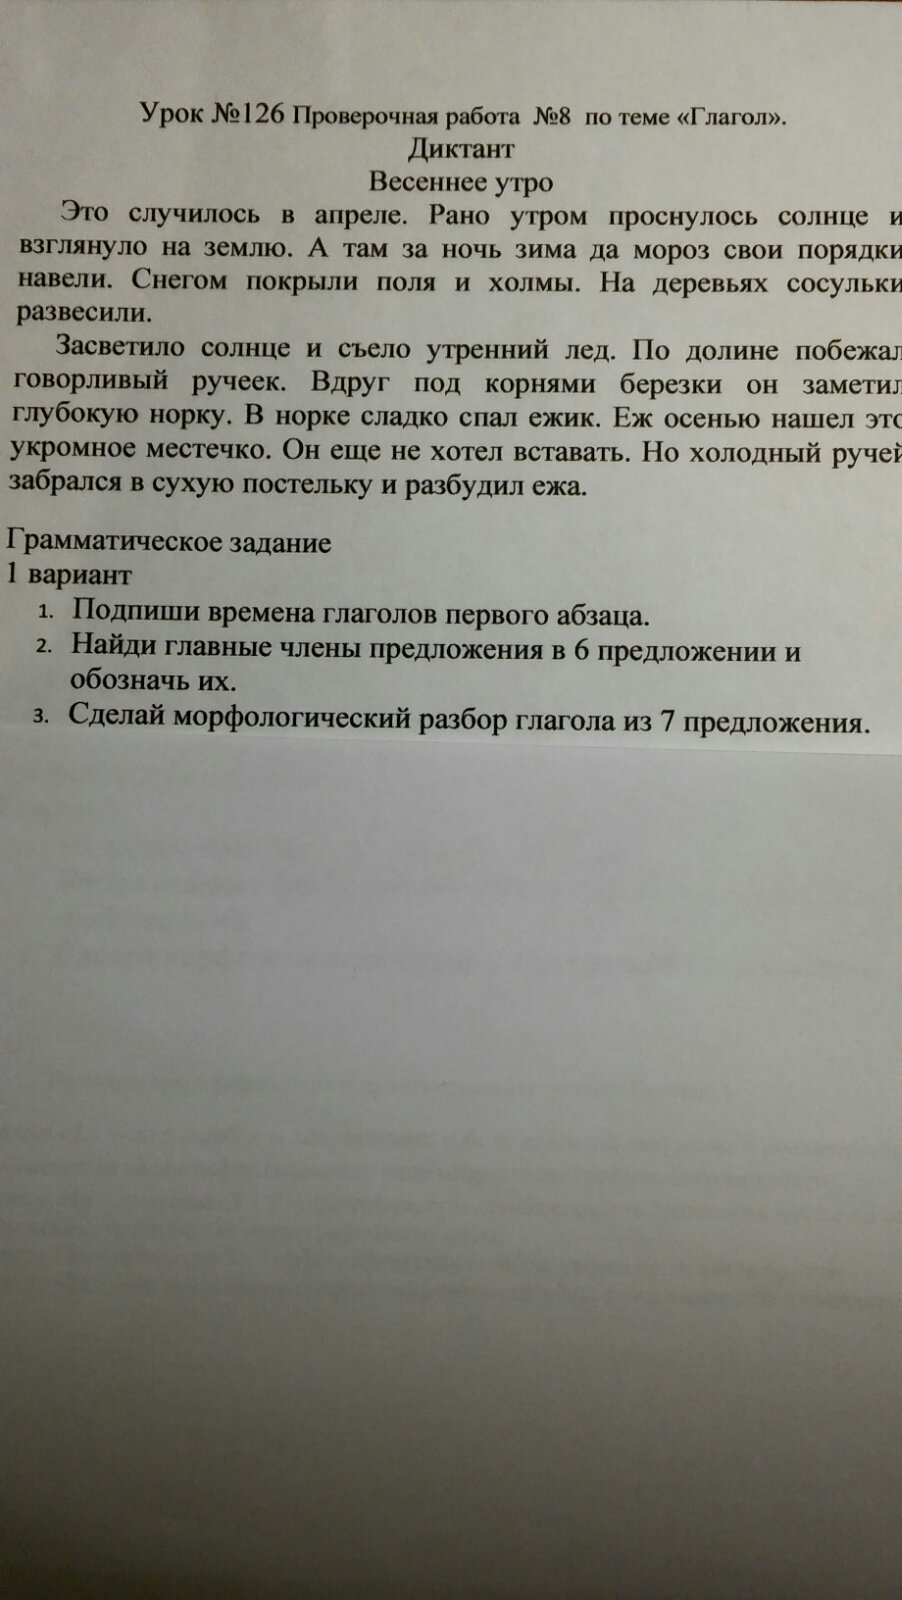 Урок №126 Проверочная работа №8 по теме «Глагол».
Диктант
Весеннее утро
Это случилось в апреле. Рано утром проснулось солнце и
взглянуло на землю. А там за ночь зима да мороз свои порядки
навели. Снегом покрыли поля и холмы. На деревьях сосульки
развесили.
Засветило солнце и съело утренний лед. По долине побежал
говорливый ручеек. Вдруг под корнями березки он заметил
глубокую норку. В норке сладко спал ежик. Еж осенью нашел это
укромное местечко. Он еще не хотел вставать. Но холодный ручей
забрался в сухую постельку и разбудил ежа.
Грамматическое задание
1 вариант
1. Подпиши времена глаголов первого абзаца.
2. Найди главные члены предложения в 6 предложении и
обозначь их.
3. Сделай морфологический разбор глагола из 7 предложения.